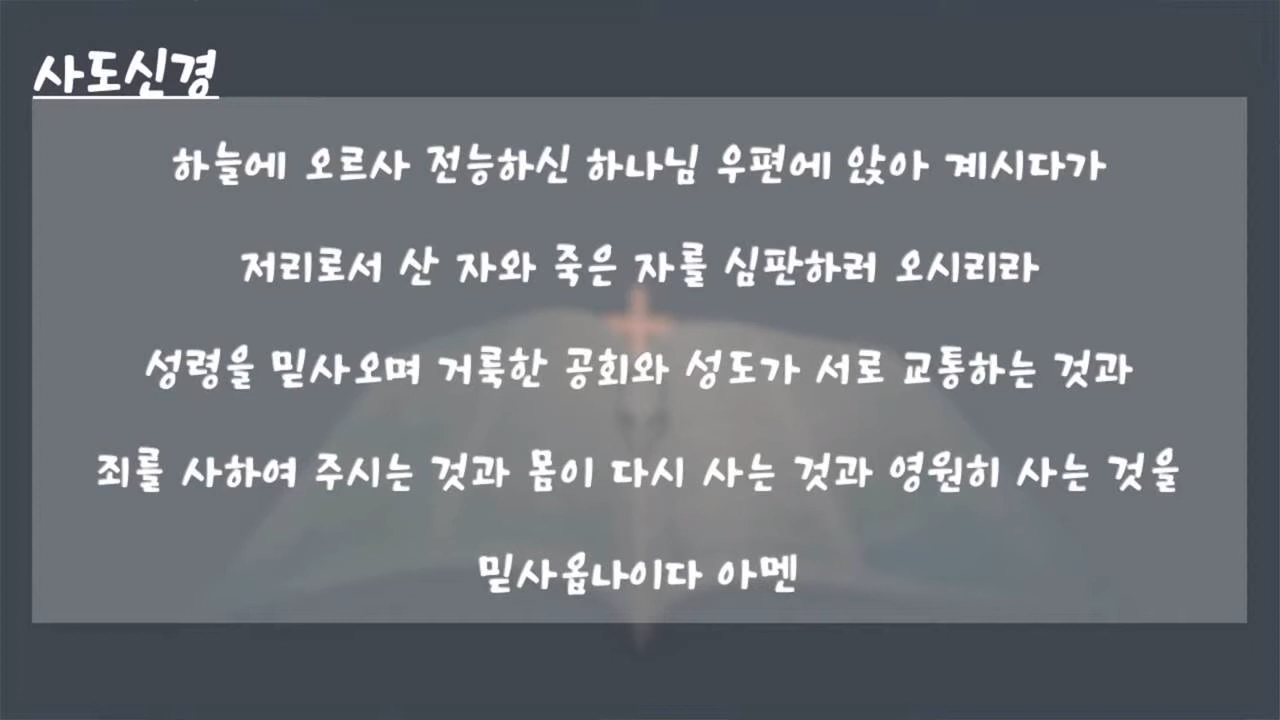 사도신경
하늘에 오르사 전능하신 하나님 우편에 앉아 계시다가
저리로서 산 자와 죽은 자를 심판하러 오시리라
성령을 믿사오며 거룩한 공회와 성도가 서로 교통하는 것과
죄를 사하여 주시는 것과 몸이 다시 사는 것과 영원히 사는 것을
믿사옵나이다 아멘